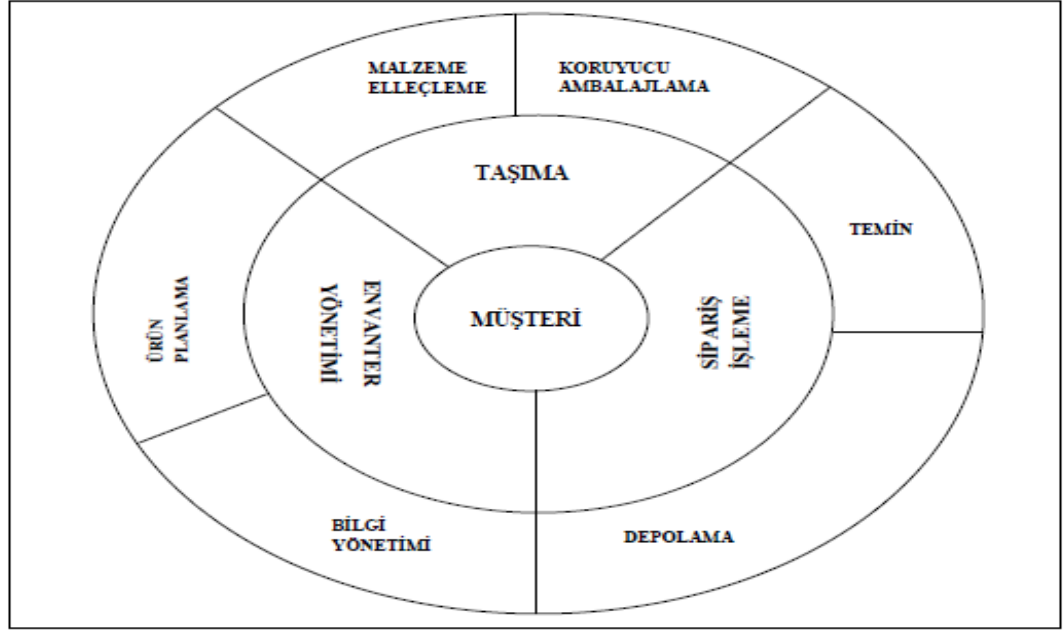 MALZEME
ELLEÇLEME
KORUYUCU
AMBALAJLAMA
TAŞIMA
TEMİN
ÜRÜN
PLANLAMA
ENVANTER
YÖNETİMİ
MÜŞTERİ
SİPARİŞ
İŞLEME
BİLGİ
YÖNETİMİ
DEPOLAMA